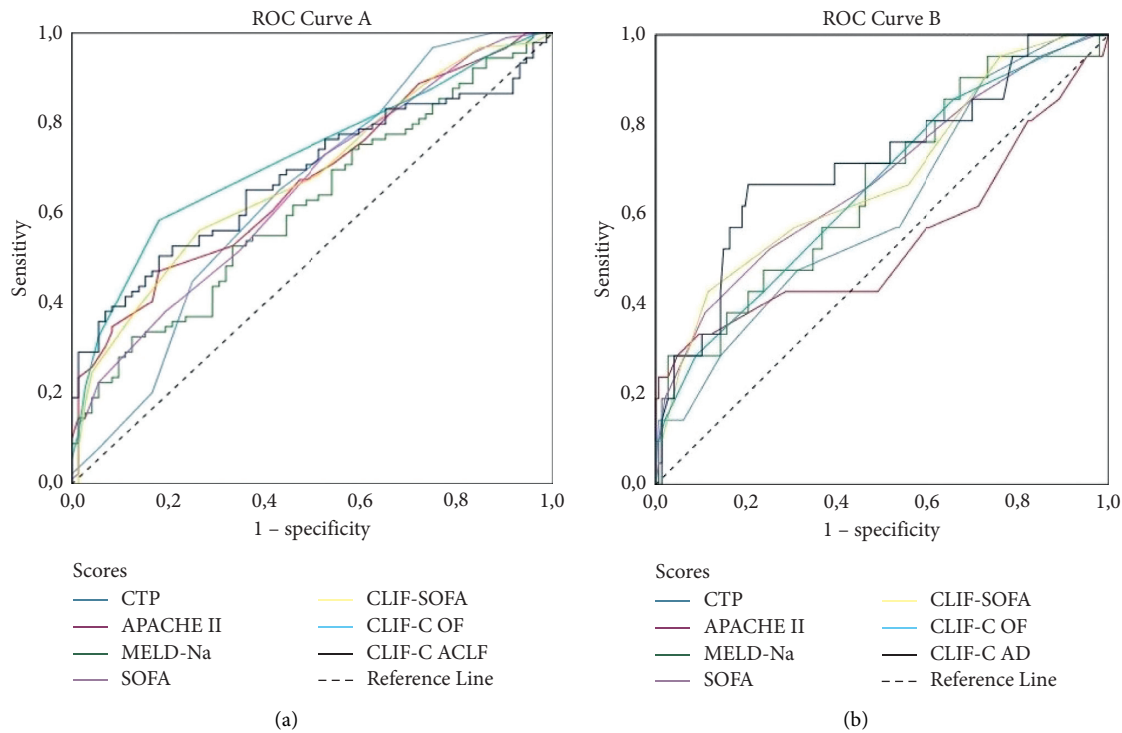 ROC Curve A
1,0
0,8
0,6
0,4
0,2
0,0
Sensitivy
0,0 0,2 0,4 0,6 0,8 1,0
1 – specificity
Scores
CTP
APACHE II
MELD-Na
SOFA
CLIF-SOFA
CLIF-C OF
CLIF-C ACLF
Reference Line
(a)
ROC Curve B
1,0
0,8
0,6
0,4
0,2
0,0
Sensitivy
0,0 0,2 0,4 0,6 0,8 1,0
1 – specificity
Scores
CTP
APACHE II
MELD-Na
SOFA
CLIF-SOFA
CLIF-C OF
CLIF-C AD
Reference Line
(b)